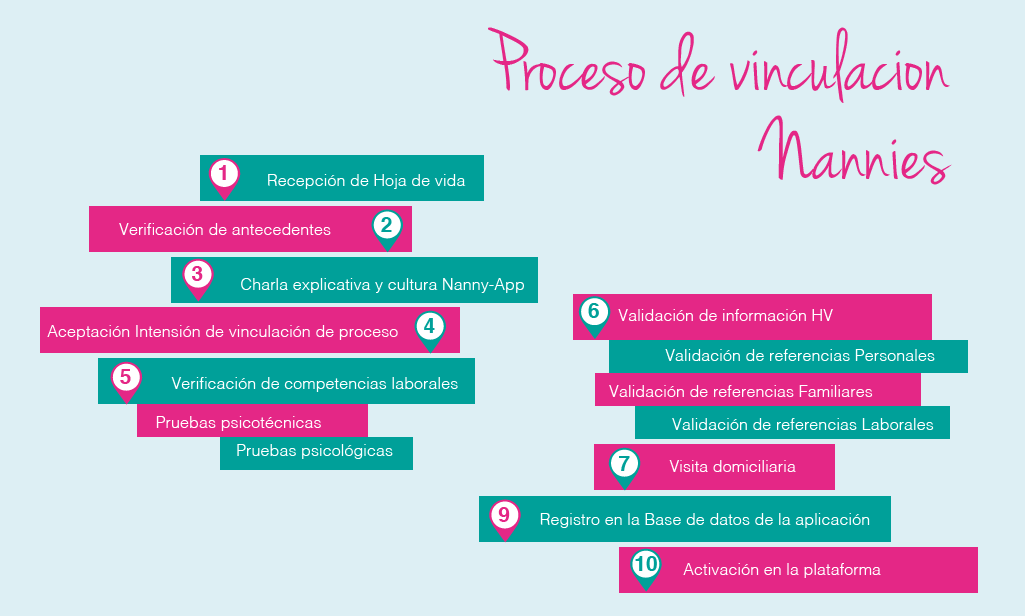 Proceso de vinculacion
Nannies
1 Recepción de Hoja de vida
Verificación de antecedentes 2
3 Charla explicativa y cultura Nanny-App
Aceptación Intensión de vinculación de proceso 4
5 Verificación de competencias laborales
Pruebas psicotécnicas
Pruebas psicológicas
6 Validación de información HV
Validación de referencias Personales
Validación de referencias Familiares
Validación de referencias Laborales
7 Visita domiciliaria
9 Registro en la Base de datos de la aplicación
10 Activación en la plataforma